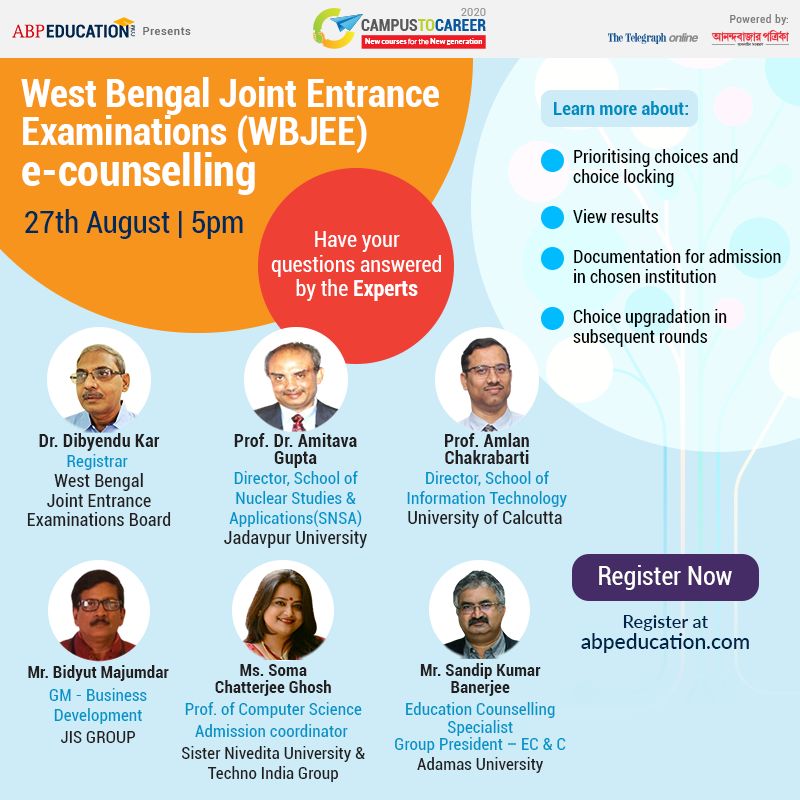 ABPEDUCATION.COM Presents
2020
CAMPUSTOCAREER
New courses for the New generation
Powered by:
The Telegraph online
আনন্দবাজার পত্রিকা
West Bengal Joint Entrance
Examinations (WBJEE)
e-counselling
27th August | 5pm
Have your
questions answered
by the Experts
Learn more about:
Prioritising choices and
choice locking
View results
Documentation for admission
in chosen institution
Choice upgradation in
subsequent rounds
Dr. Dibyendu Kar
Registrar
West Bengal
Joint Entrance
Examinations Board
Prof. Dr. Amitava
Gupta
Director, School of
Nuclear Studies &
Applications(SNSA)
Jadavpur University
Prof. Amlan
Chakrabarti
Director, School of
Information Technology
University of Calcutta
Mr. Bidyut Majumdar
GM - Business
Development
JIS GROUP
Ms. Soma
Chatterjee Ghosh
Prof. of Computer Science
Admission coordinator
Sister Nivedita University &
Techno India Group
Mr. Sandip Kumar
Banerjee
Education Counselling
Specialist
Group President – EC & C
Adamas University
Register Now
Register at
abpeducation.com